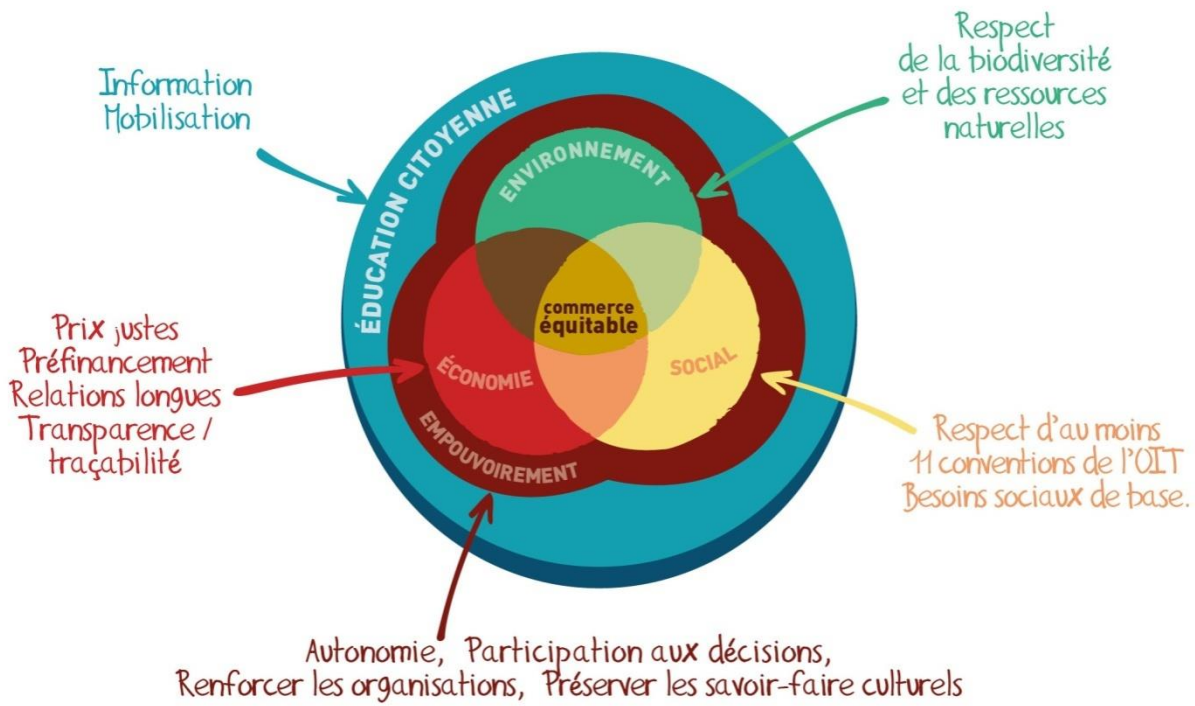 Respect
de la biodiversité
et des ressources
naturelles
Information
Mobilisation
ÉDUCATION CITOYENNE
ENVIRONNEMENT
commerce
équitable
ÉCONOMIE
SOCIAL
EMPOUVOIREMENT
Prix justes
Préfinancement
Relations longues
Transparence /
traçabilité
Respect d'au moins
11 conventions de l'OIT
Besoins sociaux de base.
Autonomie, Participation aux décisions,
Renforcer les organisations, Préserver les savoir-faire culturels